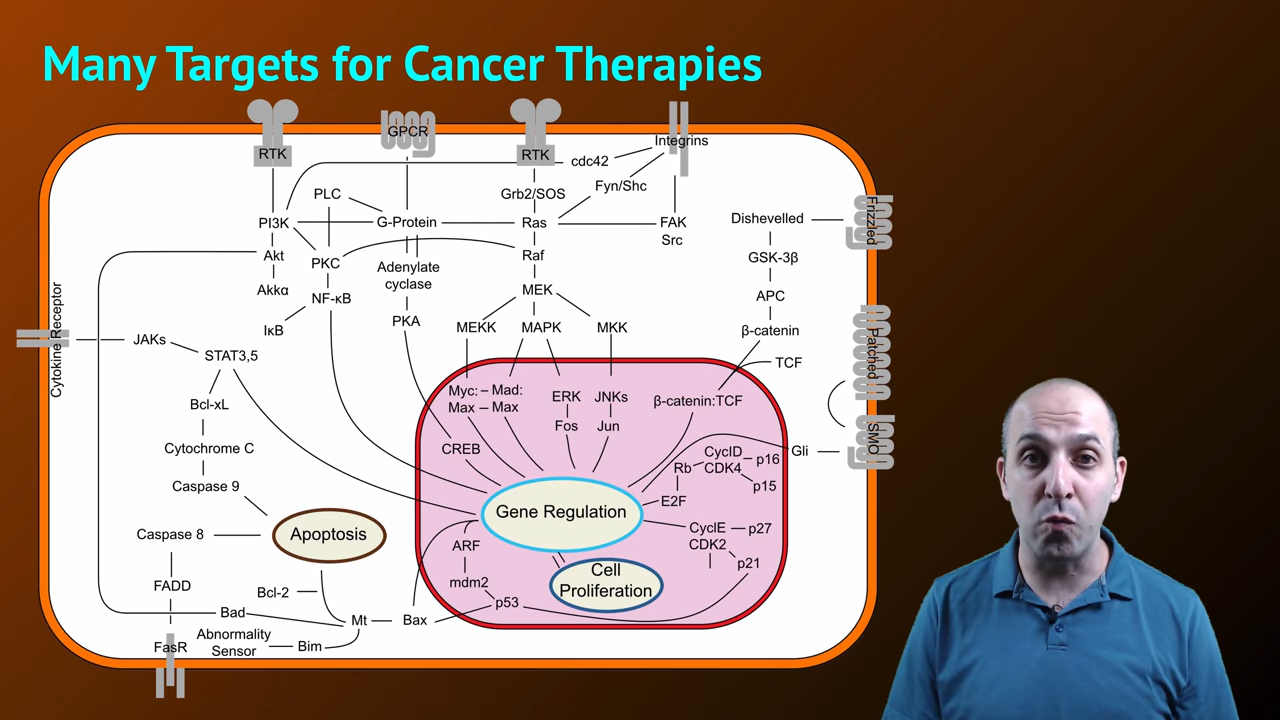 Many Targets for Cancer Therapies
RTK
GPCR
RTK
Integrins
cdc42
PLC
Grb2/SOS
Fyn/Shc
PI3K
G-Protein
Ras
FAK
Src
Dishevelled
Frizzled
Akt
PKC
Adenylate
cyclase
Raf
GSK-3β
Akkα
NF-κB
MEK
APC
IκB
PKA
MEKK
MAPK
MKK
β-catenin
Cytokine Receptor
JAKs
STAT3,5
TCF
Patched
Bcl-xL
Myc: – Mad:
Max – Max
ERK
JNKs
β-catenin:TCF
Fos
Jun
Cytochrome C
CREB
CyclD
CDK4
p16
Rb
p15
Gli
SMO
Caspase 9
E2F
Gene Regulation
Caspase 8
Apoptosis
CyclE
CDK2
p27
p21
ARF
FADD
Bcl-2
mdm2
Cell
Proliferation
Bad
Mt
Bax
p53
FasR
Abnormality
Sensor
Bim